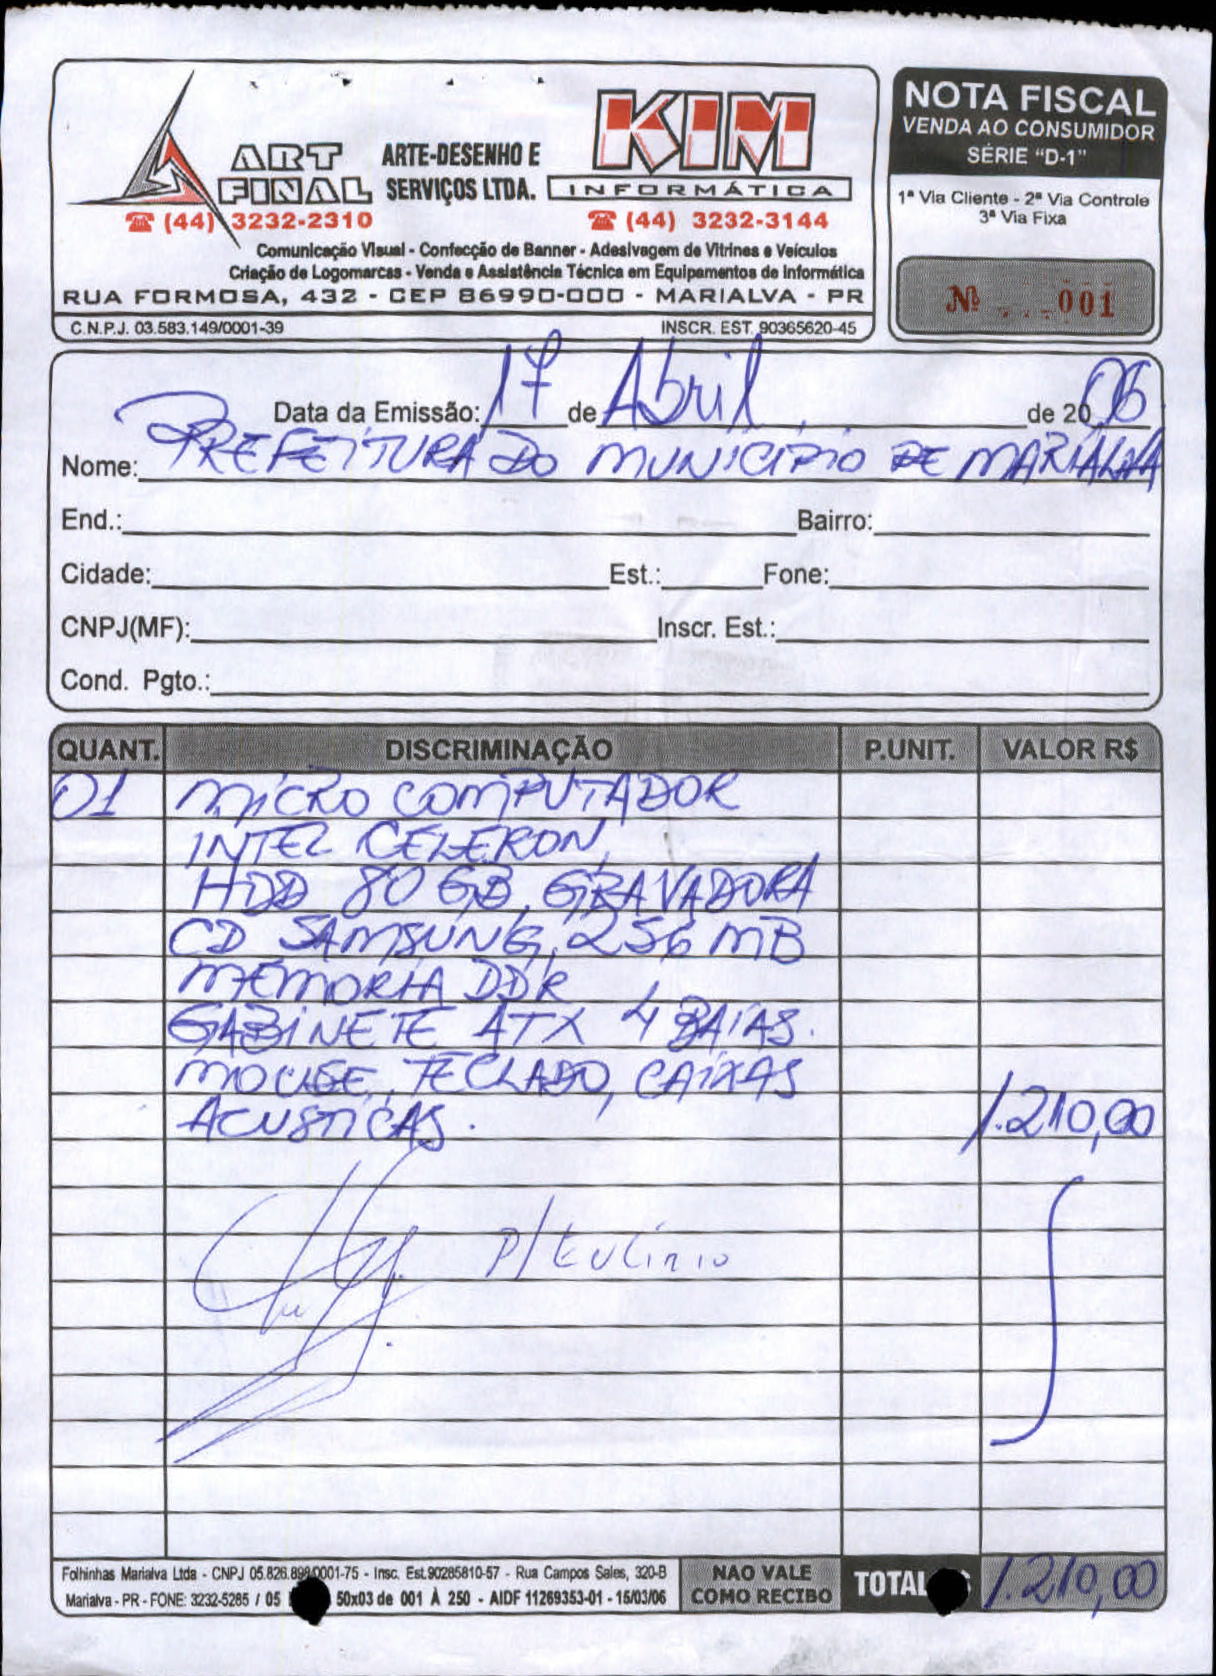 ART FINAL
ARTE-DESENHO E SERVIÇOS LTDA.
KIM
INFORMÁTICA
(44) 3232-2310
(44) 3232-3144
Comunicação Visual - Confecção de Banner - Adesivagem de Vitrines e Veículos
Criação de Logomarcas - Venda e Assistência Técnica em Equipamentos de Informática
RUA FORMOSA, 432 - CEP 86990-000 - MARIALVA - PR
C.N.P.J. 03.583.149/0001-39 INSCR. EST. 90365620-45
NOTA FISCAL
VENDA AO CONSUMIDOR
SÉRIE "D-1"
1ª Via Cliente - 2ª Via Controle
3ª Via Fixa
Nº 001
Data da Emissão: 17 de Abril de 2006
Nome: PREFEITURA DO MUNICIPIO DE MARIALVA
End.: Bairro:
Cidade: Est.: Fone:
CNPJ(MF): Inscr. Est.:
Cond. Pgto.:
QUANT. DISCRIMINAÇÃO P.UNIT. VALOR R$
01 MICRO COMPUTADOR
INTEL CELERON,
HDD 80 GB, GRAVADORA
CD SAMSUNG, 256 MB
MEMORIA DDR
GABINETE ATX 4 BAIAS.
MOUSE, TECLADO, CAIXAS
ACUSTICAS. 1.210,00
P/
Folhinhas Marialva Ltda - CNPJ 05.826.898/0001-75 - Insc. Est.90285810-57 - Rua Campos Sales, 320-B
Marialva - PR - FONE: 3232-5285 / 05 50x03 de 001 À 250 - AIDF 11269353-01 - 15/03/06
NAO VALE
COMO RECIBO
TOTAL 1.210,00